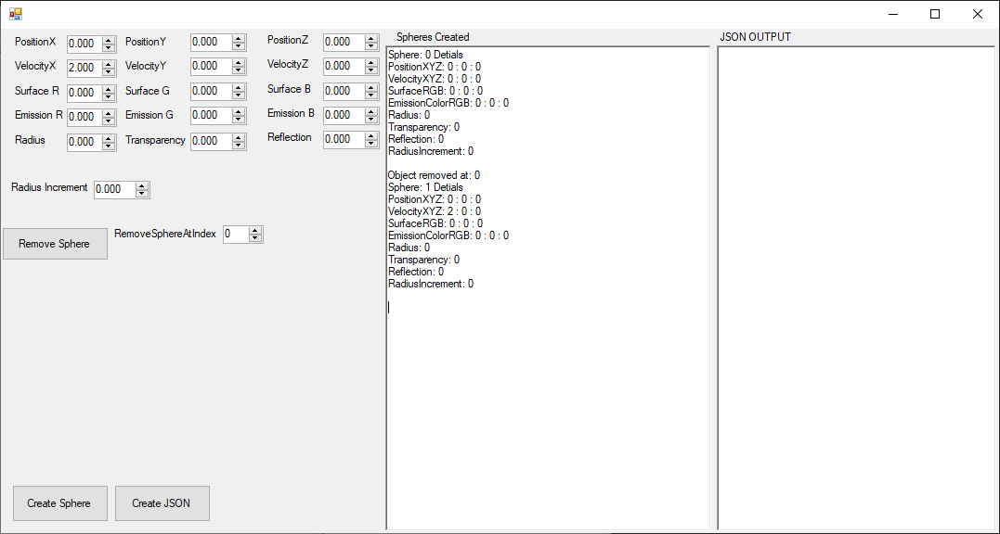 PositionX 0.000 PositionY 0.000 PositionZ 0.000
VelocityX 2.000 VelocityY 0.000 VelocityZ 0.000
Surface R 0.000 Surface G 0.000 Surface B 0.000
Emission R 0.000 Emission G 0.000 Emission B 0.000
Radius 0.000 Transparency 0.000 Reflection 0.000
Radius Increment 0.000
Remove Sphere RemoveSphereAtIndex 0
Create Sphere Create JSON
Spheres Created
Sphere: 0 Detials
PositionXYZ: 0 : 0 : 0
VelocityXYZ: 0 : 0 : 0
SurfaceRGB: 0 : 0 : 0
EmissionColorRGB: 0 : 0 : 0
Radius: 0
Transparency: 0
Reflection: 0
RadiusIncrement: 0
Object removed at: 0
Sphere: 1 Detials
PositionXYZ: 0 : 0 : 0
VelocityXYZ: 2 : 0 : 0
SurfaceRGB: 0 : 0 : 0
EmissionColorRGB: 0 : 0 : 0
Radius: 0
Transparency: 0
Reflection: 0
RadiusIncrement: 0
JSON OUTPUT